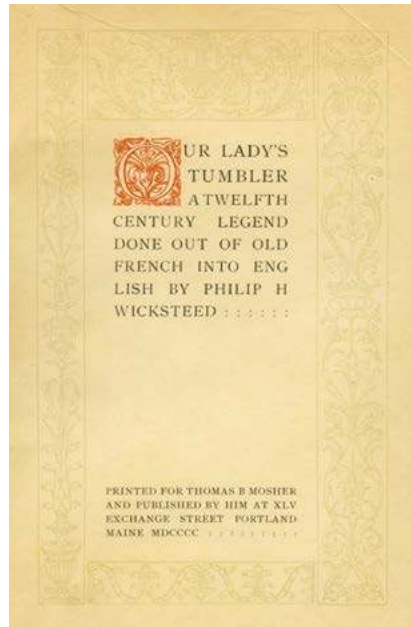 OUR LADY'S
TUMBLER
A TWELFTH
CENTURY LEGEND
DONE OUT OF OLD
FRENCH INTO ENG
LISH BY PHILIP H
WICKSTEED : : : : : :
PRINTED FOR THOMAS B MOSHER
AND PUBLISHED BY HIM AT XLV
EXCHANGE STREET PORTLAND
MAINE MDCCCC : : : : : : : : :